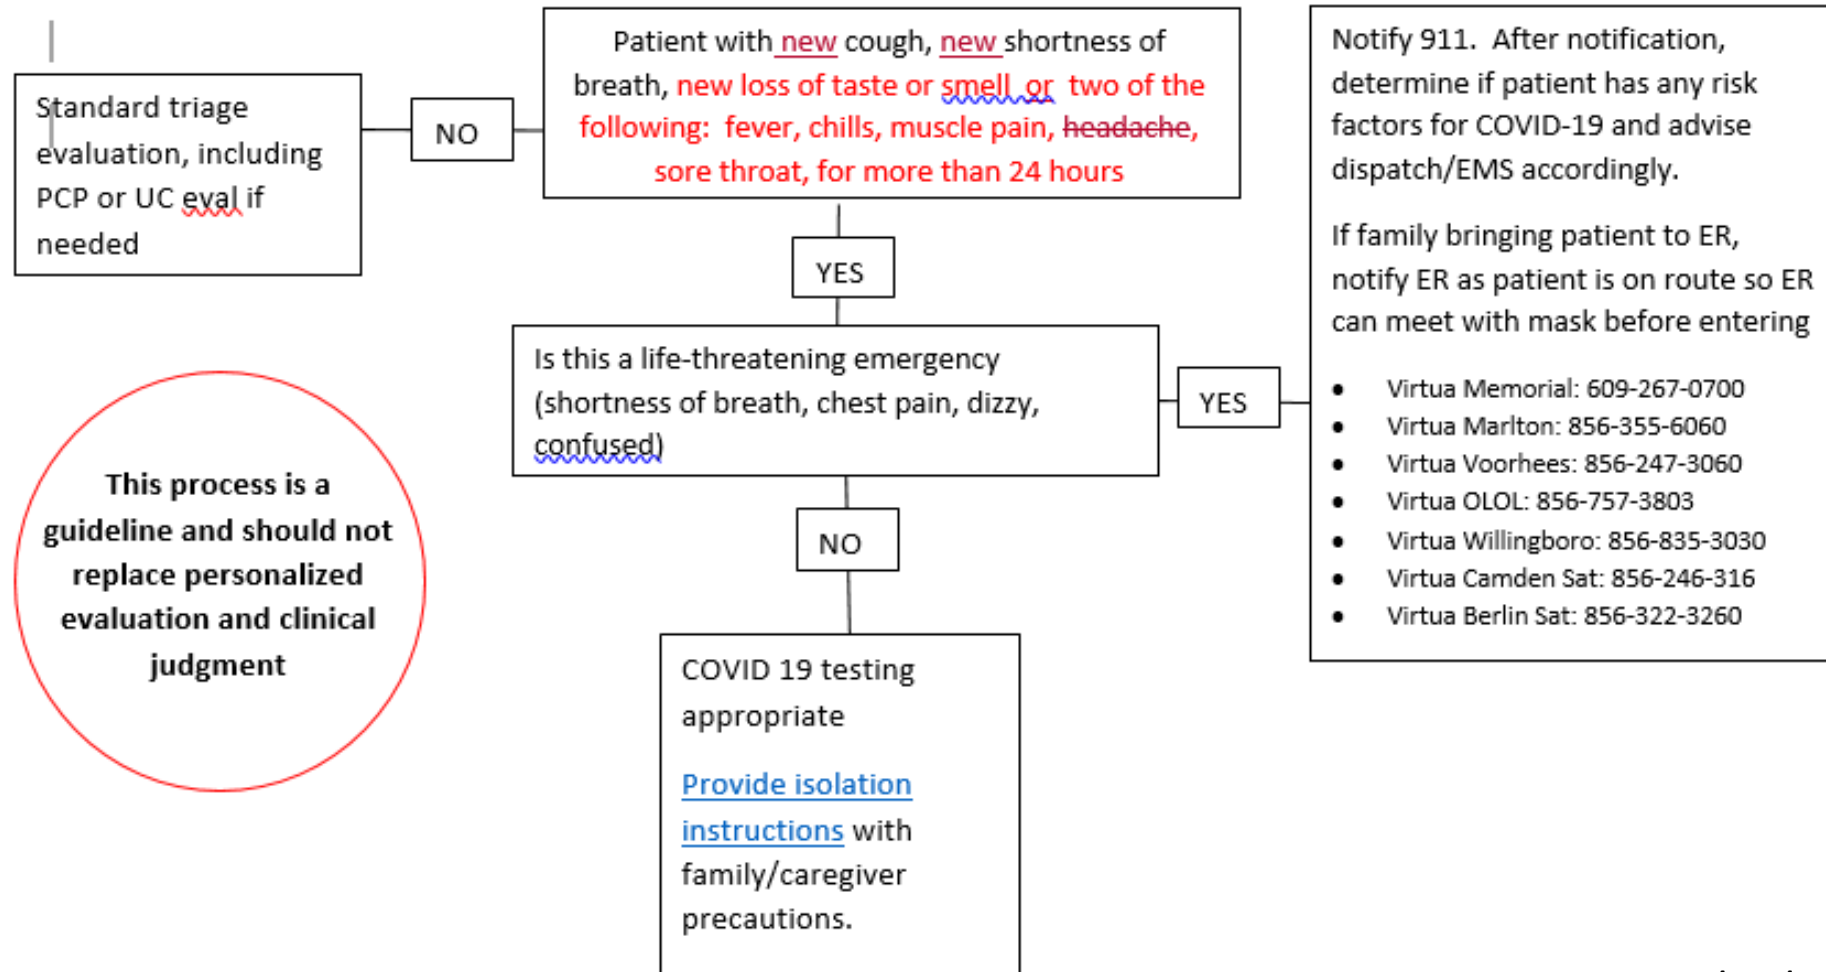 Patient with new cough, new shortness of
breath, new loss of taste or smell or two of the
following: fever, chills, muscle pain, headache,
sore throat, for more than 24 hours
NO
Standard triage
evaluation, including
PCP or UC eval if
needed
YES
Is this a life-threatening emergency
(shortness of breath, chest pain, dizzy,
confused)
YES
Notify 911. After notification,
determine if patient has any risk
factors for COVID-19 and advise
dispatch/EMS accordingly.
If family bringing patient to ER,
notify ER as patient is on route so ER
can meet with mask before entering
• Virtua Memorial: 609-267-0700
• Virtua Marlton: 856-355-6060
• Virtua Voorhees: 856-247-3060
• Virtua OLOL: 856-757-3803
• Virtua Willingboro: 856-835-3030
• Virtua Camden Sat: 856-246-316
• Virtua Berlin Sat: 856-322-3260
NO
COVID 19 testing
appropriate
Provide isolation
instructions with
family/caregiver
precautions.
This process is a
guideline and should not
replace personalized
evaluation and clinical
judgment